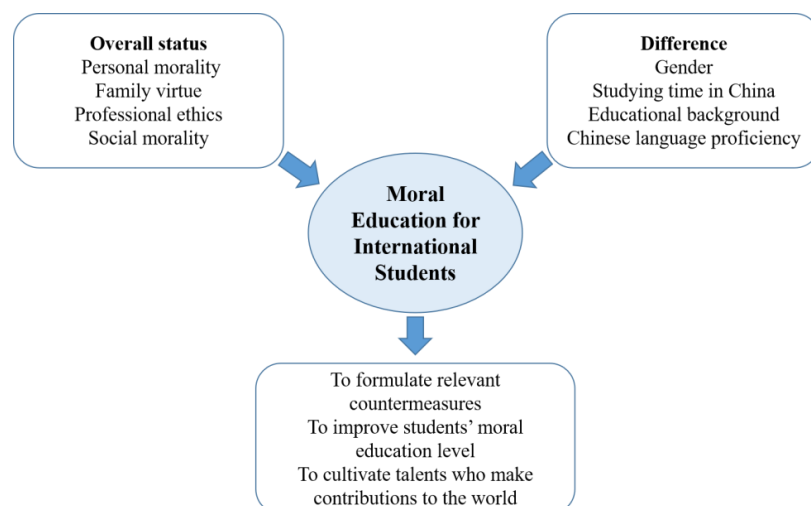 Overall status
Personal morality
Family virtue
Professional ethics
Social morality
Difference
Gender
Studying time in China
Educational background
Chinese language proficiency
Moral
Education for
International
Students
To formulate relevant
countermeasures
To improve students’ moral
education level
To cultivate talents who make
contributions to the world